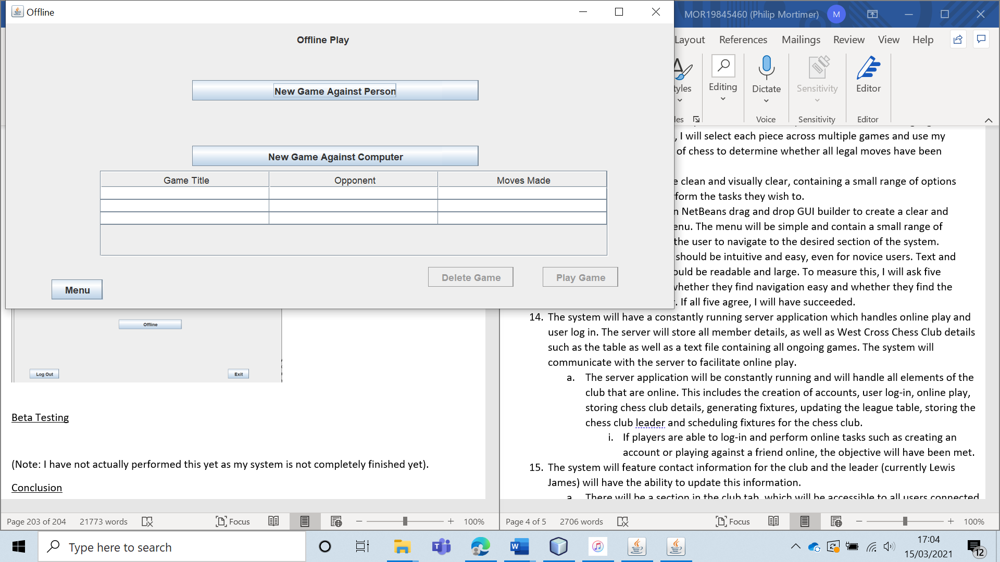 Offline
Offline Play
New Game Against Person
New Game Against Computer
Game Title Opponent Moves Made
Delete Game Play Game
Menu
MOR19845460 (Philip Mortimer) M
Layout References Mailings Review View Help
Editing Dictate Sensitivity Editor
Voice Sensitivity Editor
, I will select each piece across multiple games and use my
of chess to determine whether all legal moves have been
clean and visually clear, containing a small range of options
form the tasks they wish to.
NetBeans drag and drop GUI builder to create a clear and
enu. The menu will be simple and contain a small range of
the user to navigate to the desired section of the system.
should be intuitive and easy, even for novice users. Text and
ould be readable and large. To measure this, I will ask five
whether they find navigation easy and whether they find the
. If all five agree, I will have succeeded.
14. The system will have a constantly running server application which handles online play and
user log in. The server will store all member details, as well as West Cross Chess Club details
such as the table as well as a text file containing all ongoing games. The system will
communicate with the server to facilitate online play.
a. The server application will be constantly running and will handle all elements of the
club that are online. This includes the creation of accounts, user log-in, online play,
storing chess club details, generating fixtures, updating the league table, storing the
chess club leader and scheduling fixtures for the chess club.
i. If players are able to log-in and perform online tasks such as creating an
account or playing against a friend online, the objective will have been met.
15. The system will feature contact information for the club and the leader (currently Lewis
James) will have the ability to update this information.
a. There will be a section in the club tab, which will be accessible to all users connected
Offline
Log Out Exit
Beta Testing
(Note: I have not actually performed this yet as my system is not completely finished yet).
Conclusion
Page 203 of 204 21773 words Focus 100%
Page 4 of 5 2706 words Focus 100%
Type here to search
17:04
15/03/2021
12